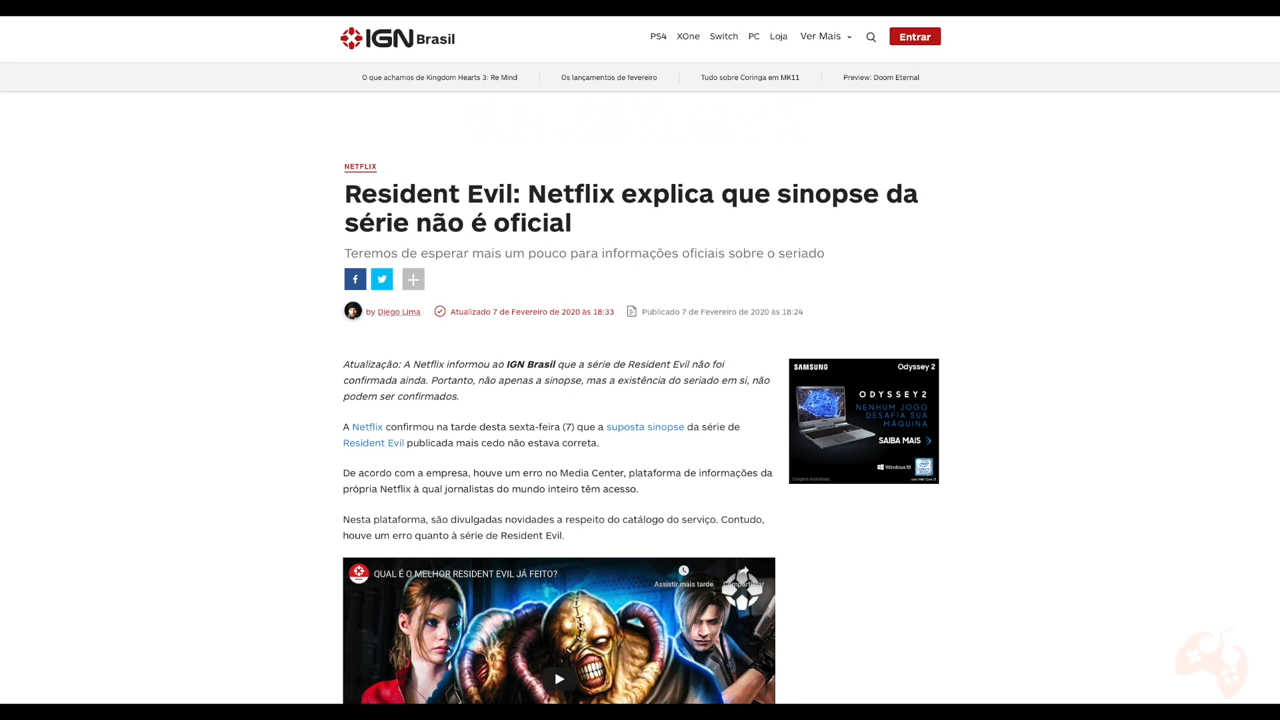 IGN Brasil
PS4 XOne Switch PC Loja Ver Mais Entrar
O que achamos de Kingdom Hearts 3: Re Mind Os lançamentos de fevereiro Tudo sobre Coringa em MK11 Preview: Doom Eternal
NETFLIX
Resident Evil: Netflix explica que sinopse da
série não é oficial
Teremos de esperar mais um pouco para informações oficiais sobre o seriado
by Diego Lima Atualizado 7 de Fevereiro de 2020 às 18:33 Publicado 7 de Fevereiro de 2020 às 18:24
Atualização: A Netflix informou ao IGN Brasil que a série de Resident Evil não foi
confirmada ainda. Portanto, não apenas a sinopse, mas a existência do seriado em si, não
podem ser confirmados.
A Netflix confirmou na tarde desta sexta-feira (7) que a suposta sinopse da série de
Resident Evil publicada mais cedo não estava correta.
De acordo com a empresa, houve um erro no Media Center, plataforma de informações da
própria Netflix à qual jornalistas do mundo inteiro têm acesso.
Nesta plataforma, são divulgadas novidades a respeito do catálogo do serviço. Contudo,
houve um erro quanto à série de Resident Evil.
SAMSUNG Odyssey 2
ODYSSEY 2
NENHUM JOGO
DESAFIA SUA
MÁQUINA
SAIBA MAIS
Windows 10
QUAL É O MELHOR RESIDENT EVIL JÁ FEITO?
Assistir mais tarde Compartilhar